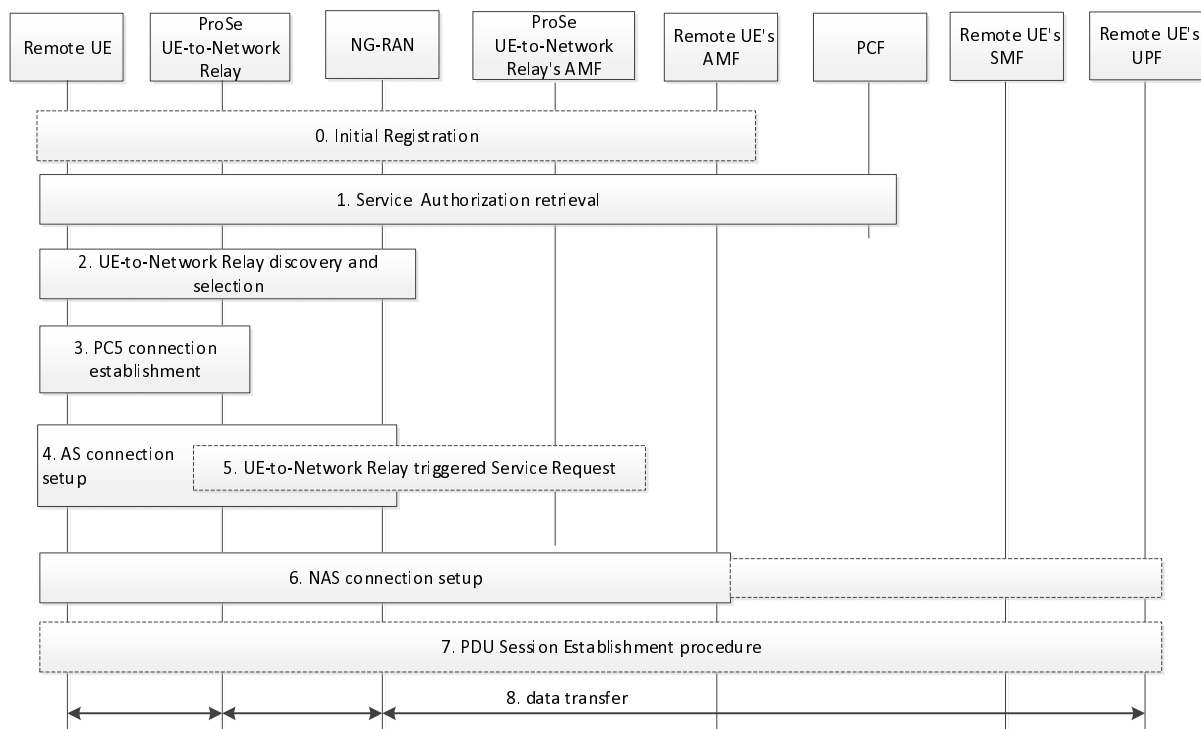 Remote UE
ProSe
UE-to-Network
Relay
NG-RAN
ProSe
UE-to-Network
Relay's AMF
Remote UE's
AMF
PCF
Remote UE's
SMF
Remote UE's
UPF
0. Initial Registration
1. Service Authorization retrieval
2. UE-to-Network Relay discovery and
selection
3. PC5 connection
establishment
4. AS connection
setup
5. UE-to-Network Relay triggered Service Request
6. NAS connection setup
7. PDU Session Establishment procedure
8. data transfer